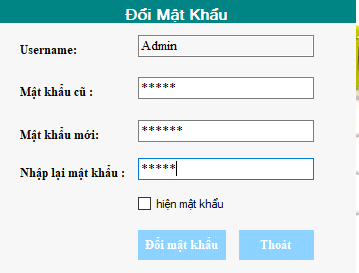 Đổi Mật Khẩu
Username: Admin
Mật khẩu cũ : *****
Mật khẩu mới: ******
Nhập lại mật khẩu : *****
hiện mật khẩu
Đổi mật khẩu Thoát